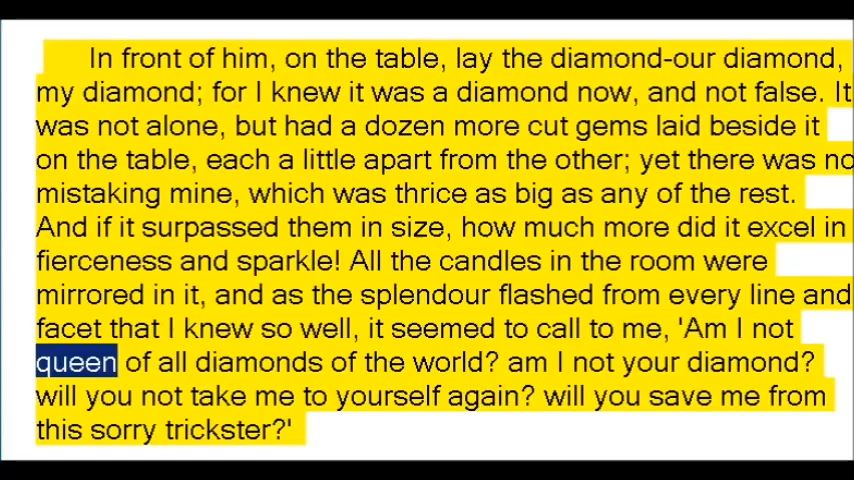 In front of him, on the table, lay the diamond-our diamond,
my diamond; for I knew it was a diamond now, and not false. It
was not alone, but had a dozen more cut gems laid beside it
on the table, each a little apart from the other; yet there was no
mistaking mine, which was thrice as big as any of the rest.
And if it surpassed them in size, how much more did it excel in
fierceness and sparkle! All the candles in the room were
mirrored in it, and as the splendour flashed from every line and
facet that I knew so well, it seemed to call to me, 'Am I not
queen of all diamonds of the world? am I not your diamond?
will you not take me to yourself again? will you save me from
this sorry trickster?'